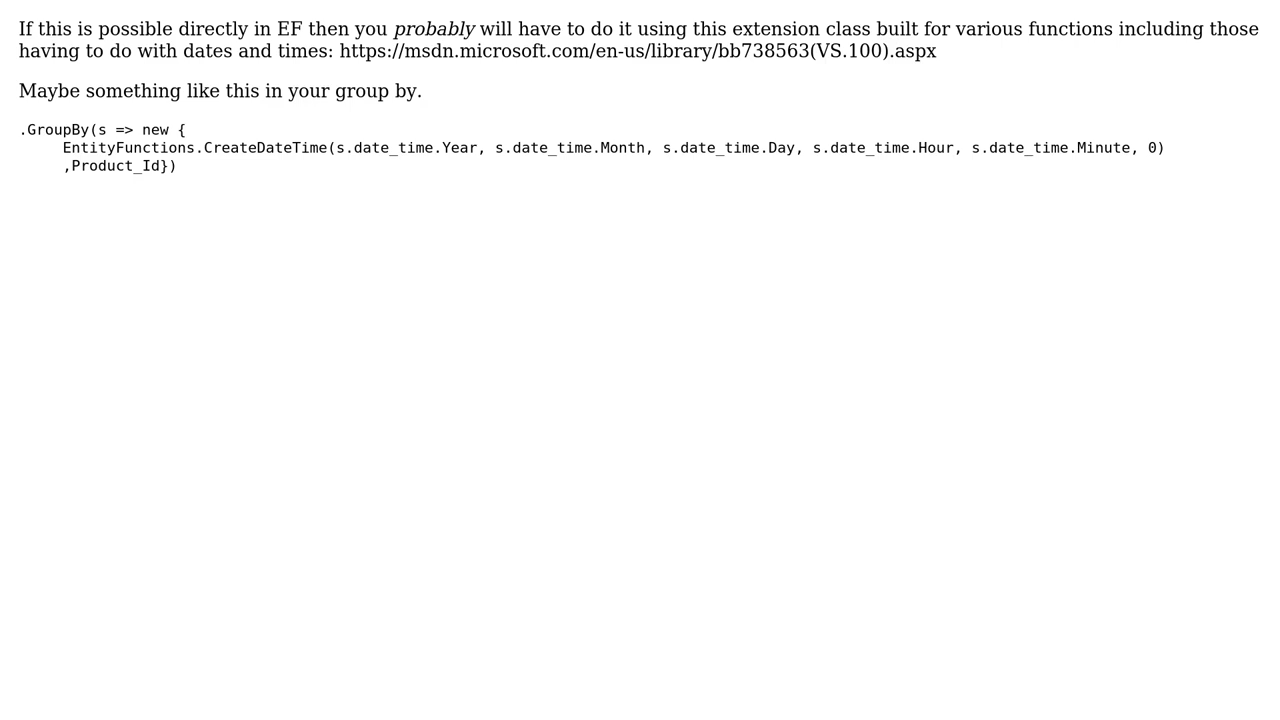 If this is possible directly in EF then you probably will have to do it using this extension class built for various functions including those
having to do with dates and times: https://msdn.microsoft.com/en-us/library/bb738563(VS.100).aspx
Maybe something like this in your group by.
.GroupBy(s => new {
     EntityFunctions.CreateDateTime(s.date_time.Year, s.date_time.Month, s.date_time.Day, s.date_time.Hour, s.date_time.Minute, 0)
     ,Product_Id})